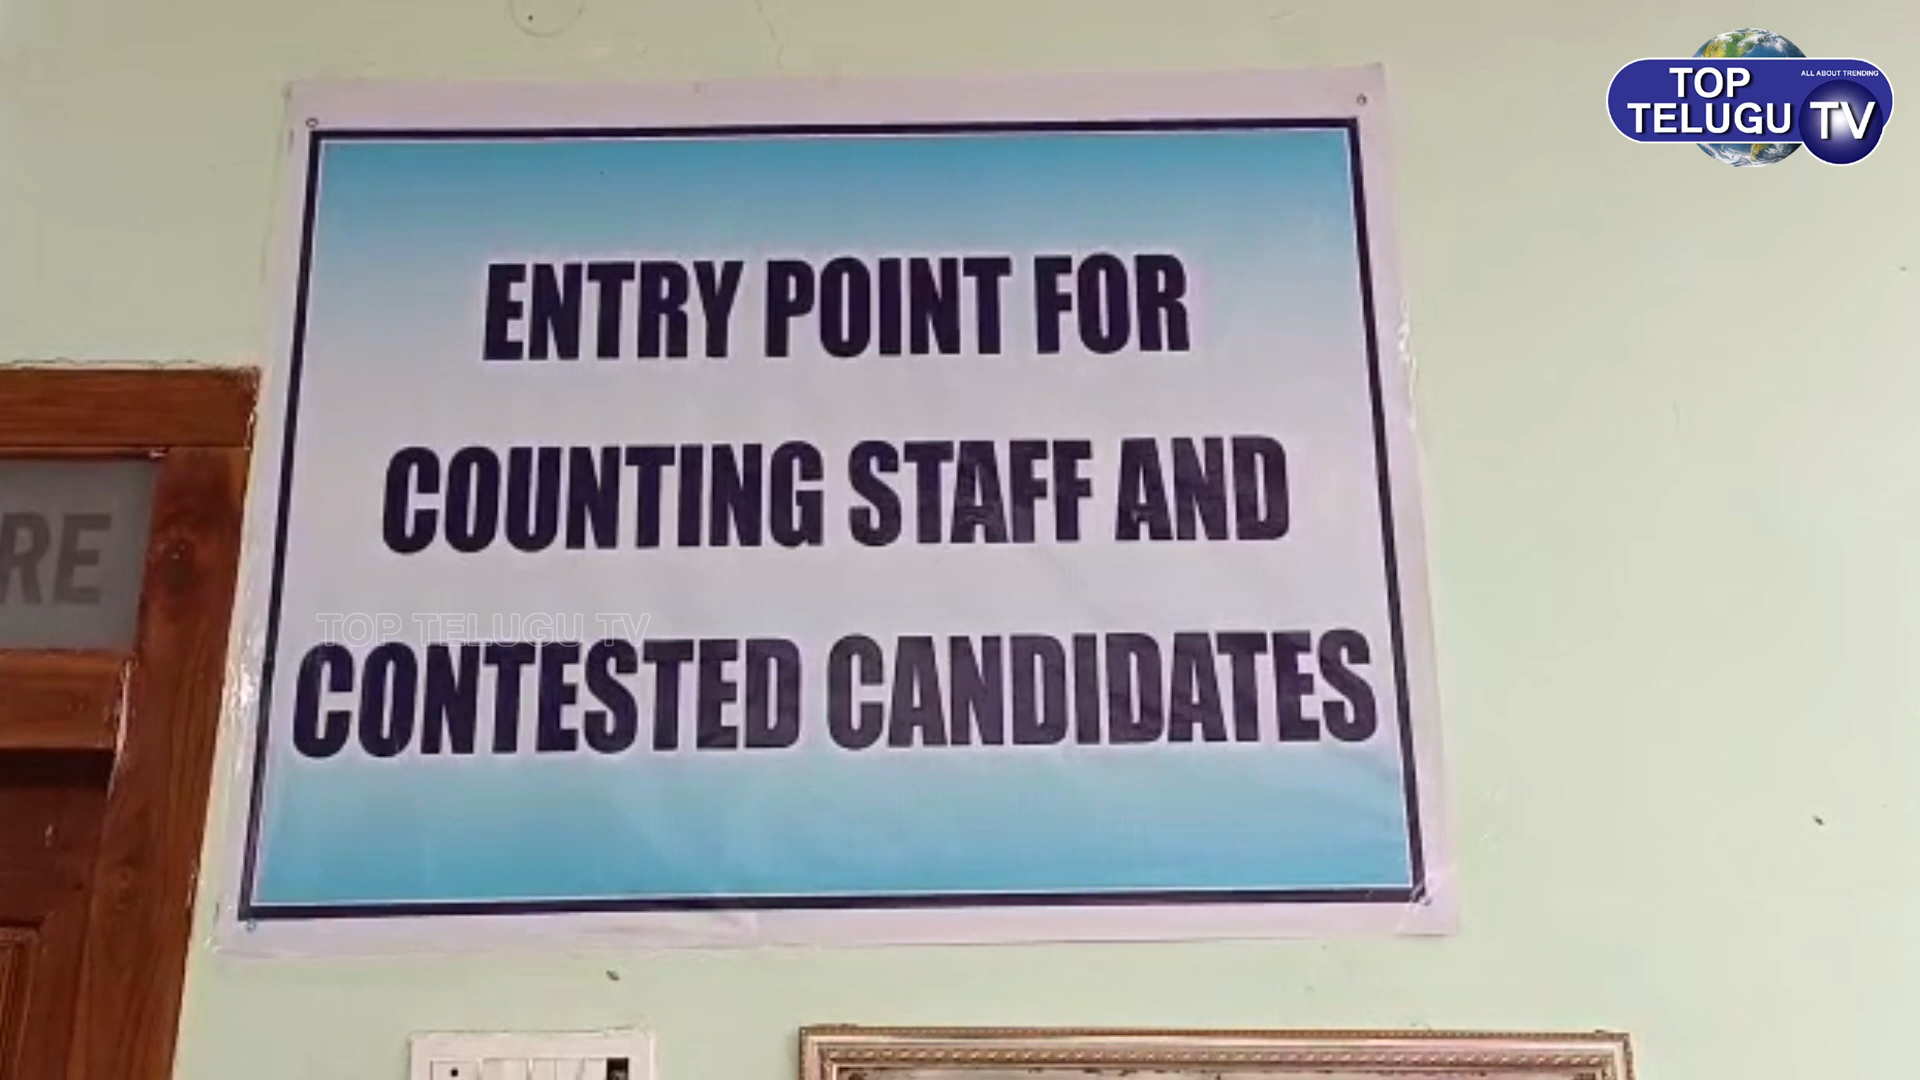 TOP
ALL ABOUT TRENDING
TELUGU TV
ENTRY POINT FOR
COUNTING STAFF AND
RE
TOP TELUGU TV
CONTESTED CANDIDATES